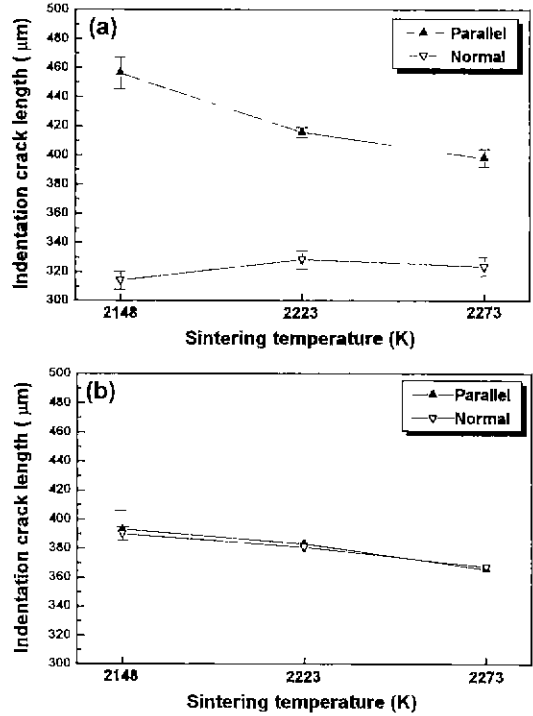 (a)
Parallel
Normal
Indentation crack length ( μm)
500
480
460
440
420
400
380
360
340
320
300
2148
2223
2273
Sintering temperature (K)
(b)
Parallel
Normal
Indentation crack length ( μm)
500
480
460
440
420
400
380
360
340
320
300
2148
2223
2273
Sintering temperature (K)